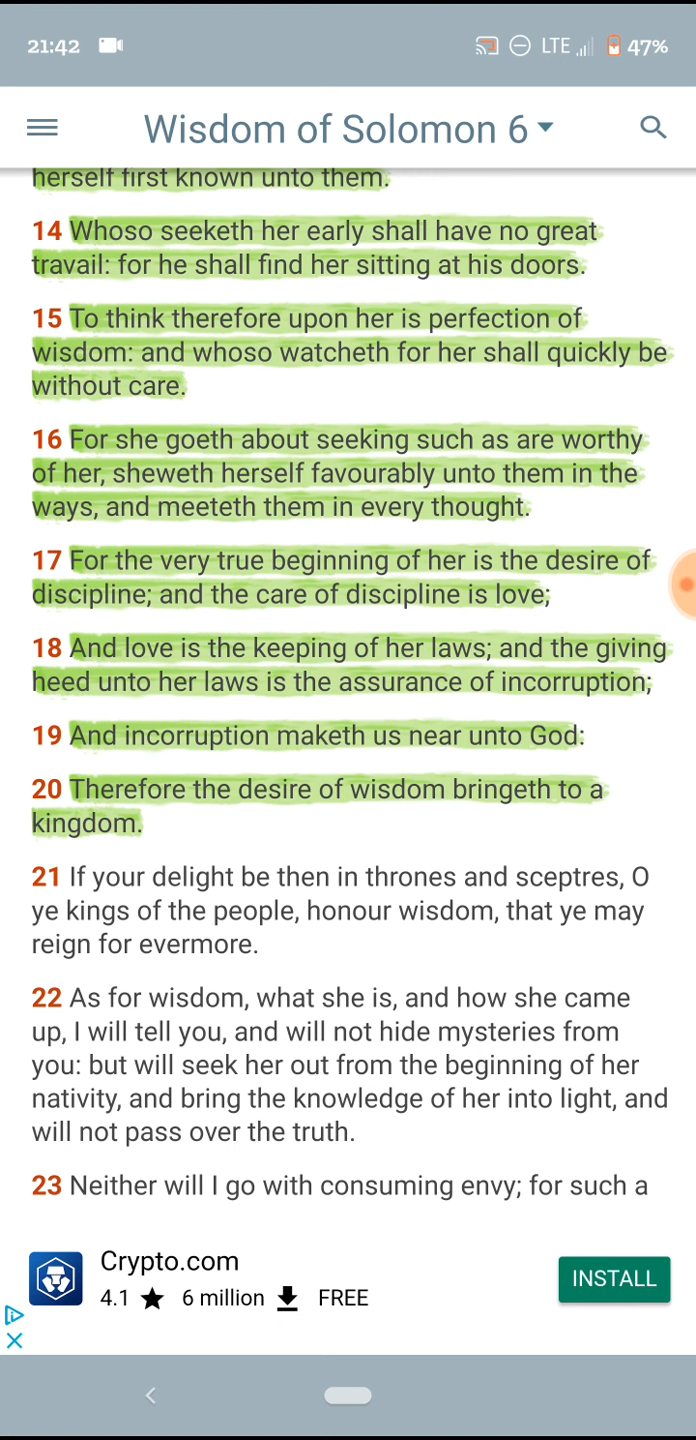 21:42 LTE 47%
Wisdom of Solomon 6
herself first known unto them.
14 Whoso seeketh her early shall have no great
travail: for he shall find her sitting at his doors.
15 To think therefore upon her is perfection of
wisdom: and whoso watcheth for her shall quickly be
without care.
16 For she goeth about seeking such as are worthy
of her, sheweth herself favourably unto them in the
ways, and meeteth them in every thought.
17 For the very true beginning of her is the desire of
discipline; and the care of discipline is love;
18 And love is the keeping of her laws; and the giving
heed unto her laws is the assurance of incorruption;
19 And incorruption maketh us near unto God:
20 Therefore the desire of wisdom bringeth to a
kingdom.
21 If your delight be then in thrones and sceptres, O
ye kings of the people, honour wisdom, that ye may
reign for evermore.
22 As for wisdom, what she is, and how she came
up, I will tell you, and will not hide mysteries from
you: but will seek her out from the beginning of her
nativity, and bring the knowledge of her into light, and
will not pass over the truth.
23 Neither will I go with consuming envy; for such a
Crypto.com
4.1 ★ 6 million FREE
INSTALL